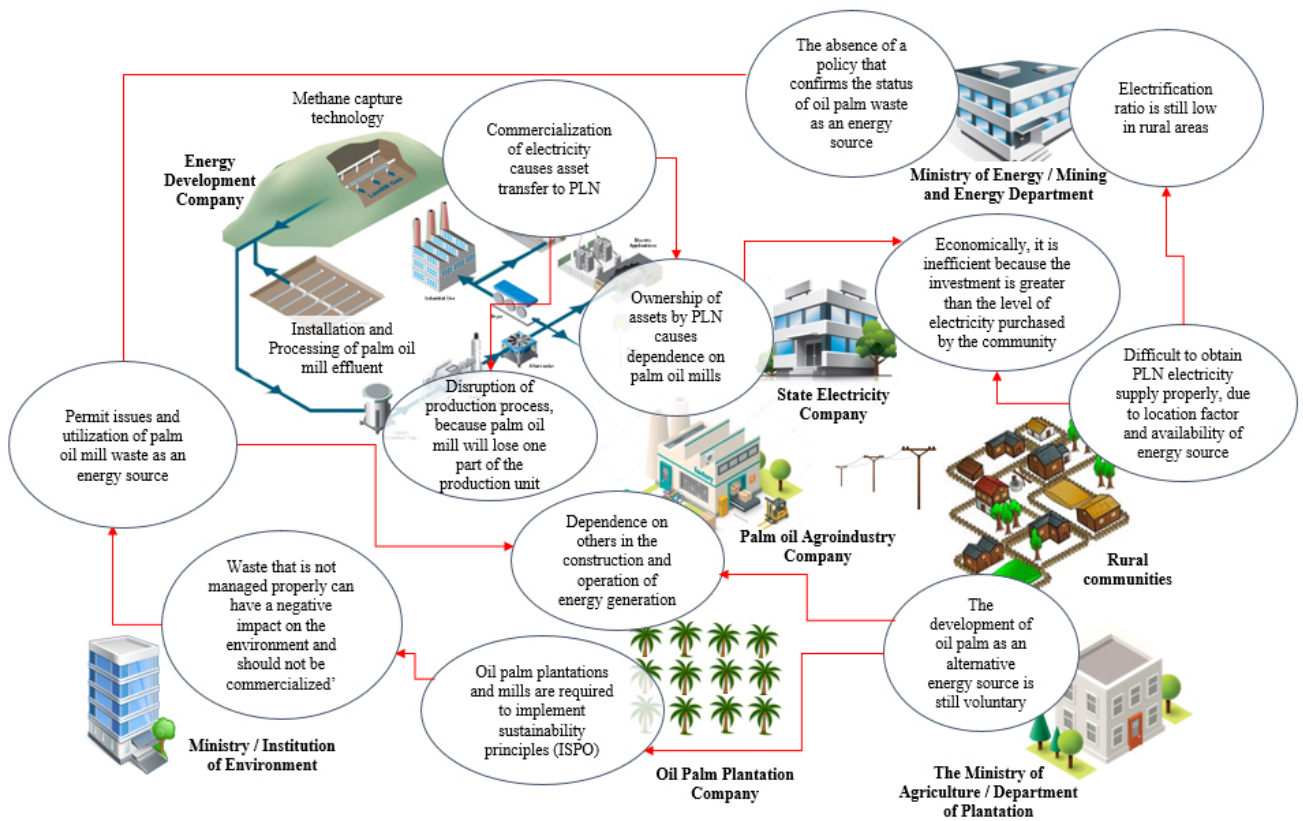 The absence of a
policy that
confirms the status
of oil palm waste
as an energy
source
Electrification
ratio is still low
in rural areas
Ministry of Energy / Mining
and Energy Department
Methane capture
technology
Energy
Development
Company
Commercialization
of electricity
causes asset
transfer to PLN
Landfill Gas
Industrial Use
Electric
Applications
Installation and
Processing of palm oil
mill effluent
Ownership of
assets by PLN
causes
dependence on
palm oil mills
State Electricity
Company
Economically, it is
inefficient because the
investment is greater
than the level of
electricity purchased
by the community
Difficult to obtain
PLN electricity
supply properly, due
to location factor
and availability of
energy source
Permit issues and
utilization of palm
oil mill waste as an
energy source
Disruption of
production process,
because palm oil
mill will lose one
part of the
production unit
Palm oil Agroindustry
Company
Rural
communities
Dependence on
others in the
construction and
operation of
energy generation
Waste that is not
managed properly can
have a negative
impact on the
environment and
should not be
commercialized’
Ministry / Institution
of Environment
Oil palm plantations
and mills are required
to implement
sustainability
principles (ISPO)
Oil Palm Plantation
Company
The
development of
oil palm as an
alternative
energy source is
still voluntary
The Ministry of
Agriculture / Department
of Plantation